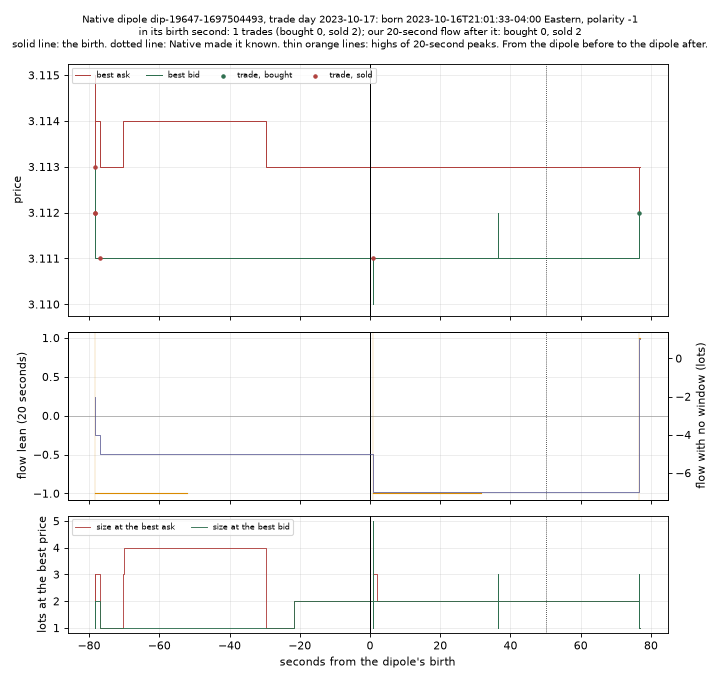 Native dipole dip-19647-1697504493, trade day 2023-10-17: born 2023-10-16T21:01:33-04:00 Eastern, polarity -1
in its birth second: 1 trades (bought 0, sold 2); our 20-second flow after it: bought 0, sold 2
solid line: the birth. dotted line: Native made it known. thin orange lines: highs of 20-second peaks. From the dipole before to the dipole after.
best ask best bid trade, bought trade, sold
3.115
3.114
3.113
3.112
3.111
3.110
price
1.0
0.5
0.0
−0.5
−1.0
flow lean (20 seconds)
0
−2
−4
−6
flow with no window (lots)
size at the best ask size at the best bid
5
4
3
2
1
lots at the best price
−80 −60 −40 −20 0 20 40 60 80
seconds from the dipole's birth